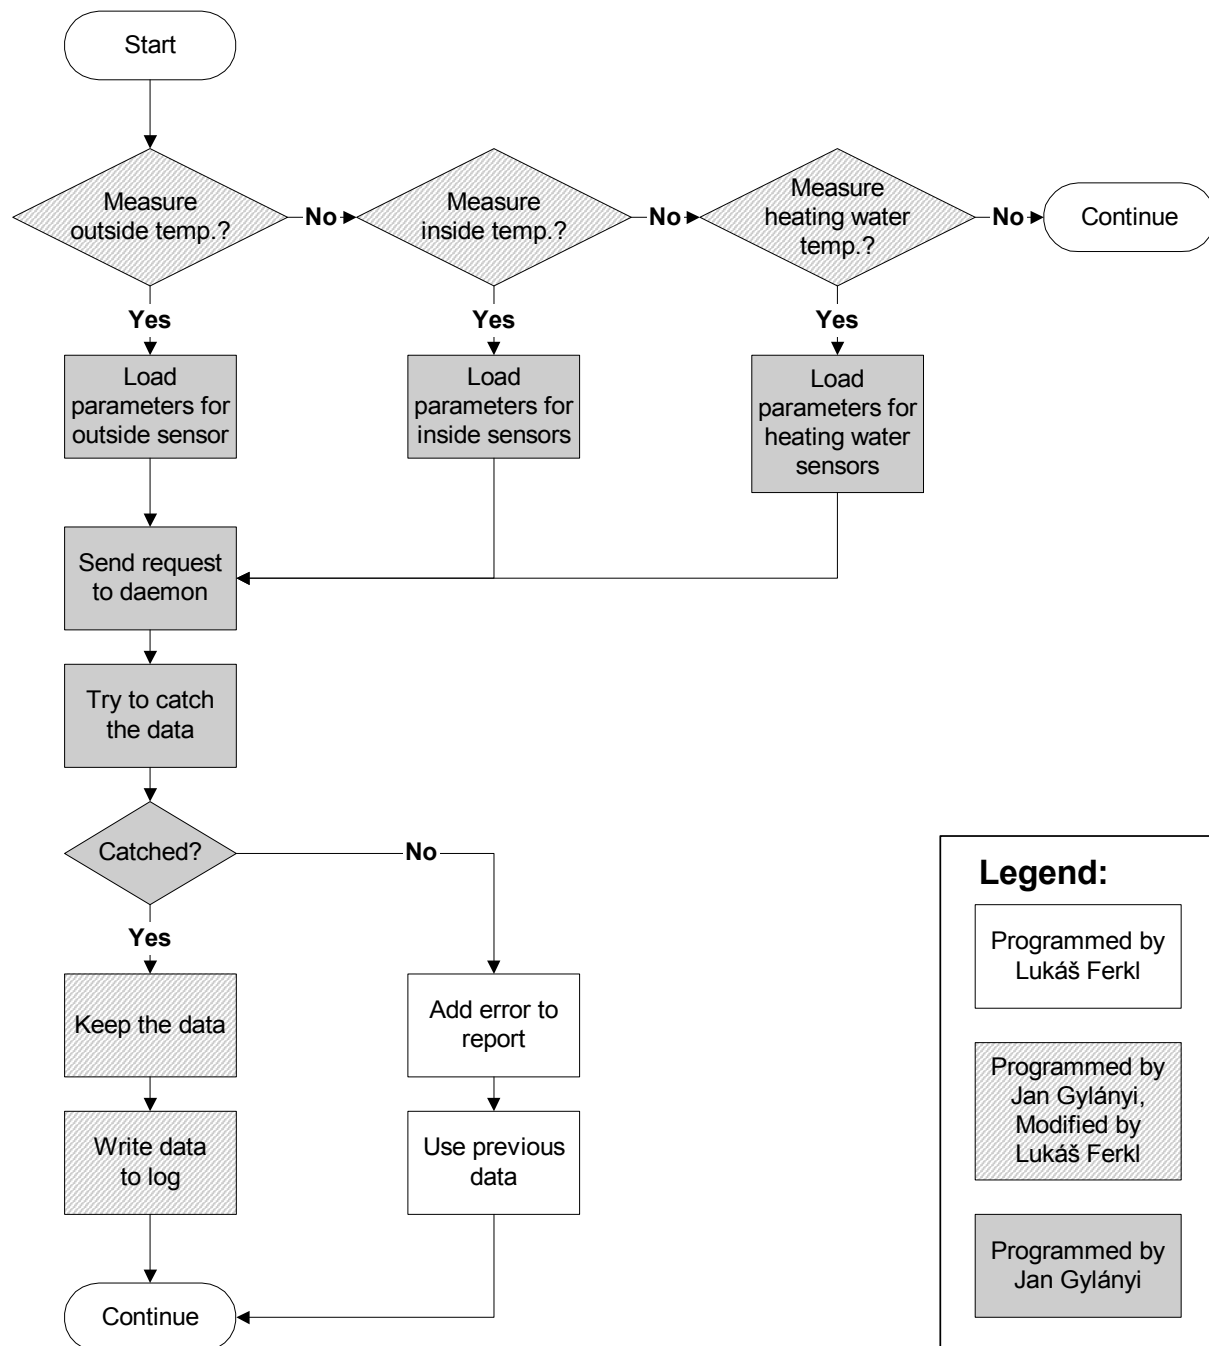 Start
Measure
outside temp.?
No
Measure
inside temp.?
No
Measure
heating water
temp.?
No
Continue
Yes
Yes
Yes
Load
parameters for
outside sensor
Load
parameters for
inside sensors
Load
parameters for
heating water
sensors
Send request
to daemon
Try to catch
the data
Catched?
No
Yes
Keep the data
Add error to
report
Write data
to log
Use previous
data
Continue
Legend:
Programmed by
Lukáš Ferkl
Programmed by
Jan Gylányi,
Modified by
Lukáš Ferkl
Programmed by
Jan Gylányi